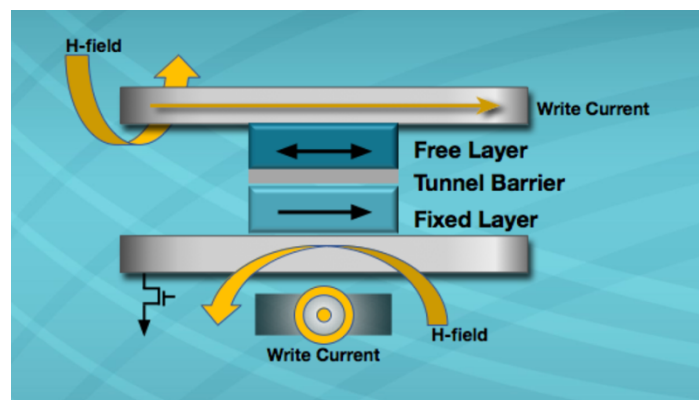 H-field
Write Current
Free Layer
Tunnel Barrier
Fixed Layer
Write Current
H-field